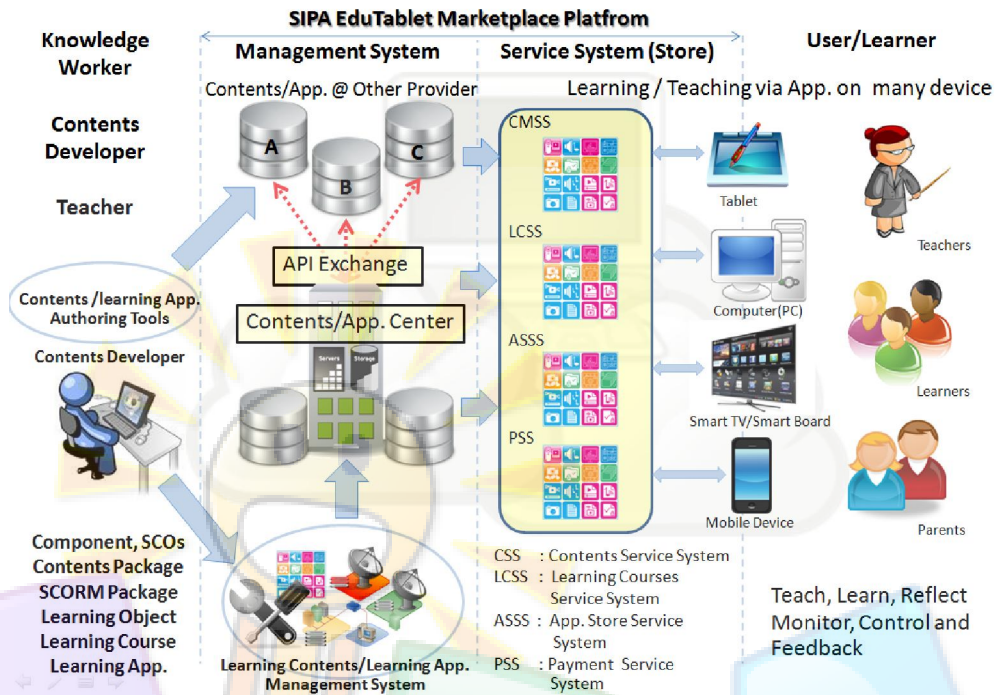 SIPA EduTablet Marketplace Platfrom
Knowledge
Worker
Management System
Service System (Store)
User/Learner
Contents/App. @ Other Provider
Learning / Teaching via App. on many device
Contents
Developer
Teacher
A
B
C
API Exchange
Contents/App. Center
Servers
Storage
Contents /learning App.
Authoring Tools
Contents Developer
Component, SCOs
Contents Package
SCORM Package
Learning Object
Learning Course
Learning App.
Learning Contents/Learning App.
Management System
CMSS
LCSS
ASSS
PSS
CSS : Contents Service System
LCSS : Learning Courses
Service System
ASSS : App. Store Service
System
PSS : Payment Service
System
Tablet
Computer(PC)
Smart TV/Smart Board
Mobile Device
Teachers
Learners
Parents
Teach, Learn, Reflect
Monitor, Control and
Feedback